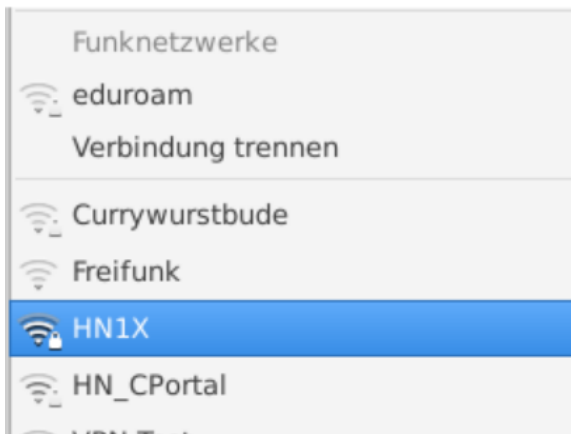 Funknetzwerke
eduroam
Verbindung trennen
Currywurstbude
Freifunk
HN1X
HN_CPortal